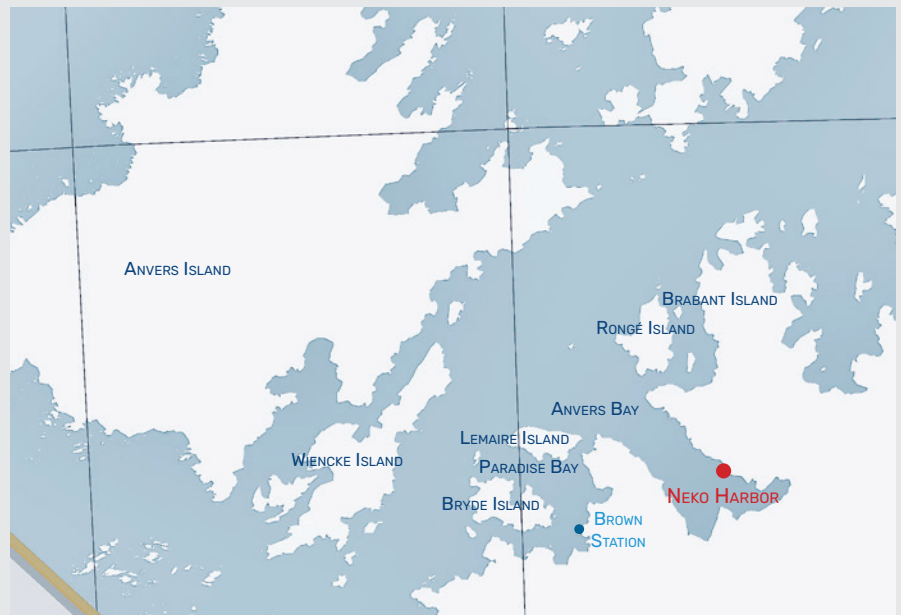 Anvers Island
Brabant Island
Rongé Island
Anvers Bay
Lemaire Island
Wiencke Island
Paradise Bay
Neko Harbor
Bryde Island
Brown
Station